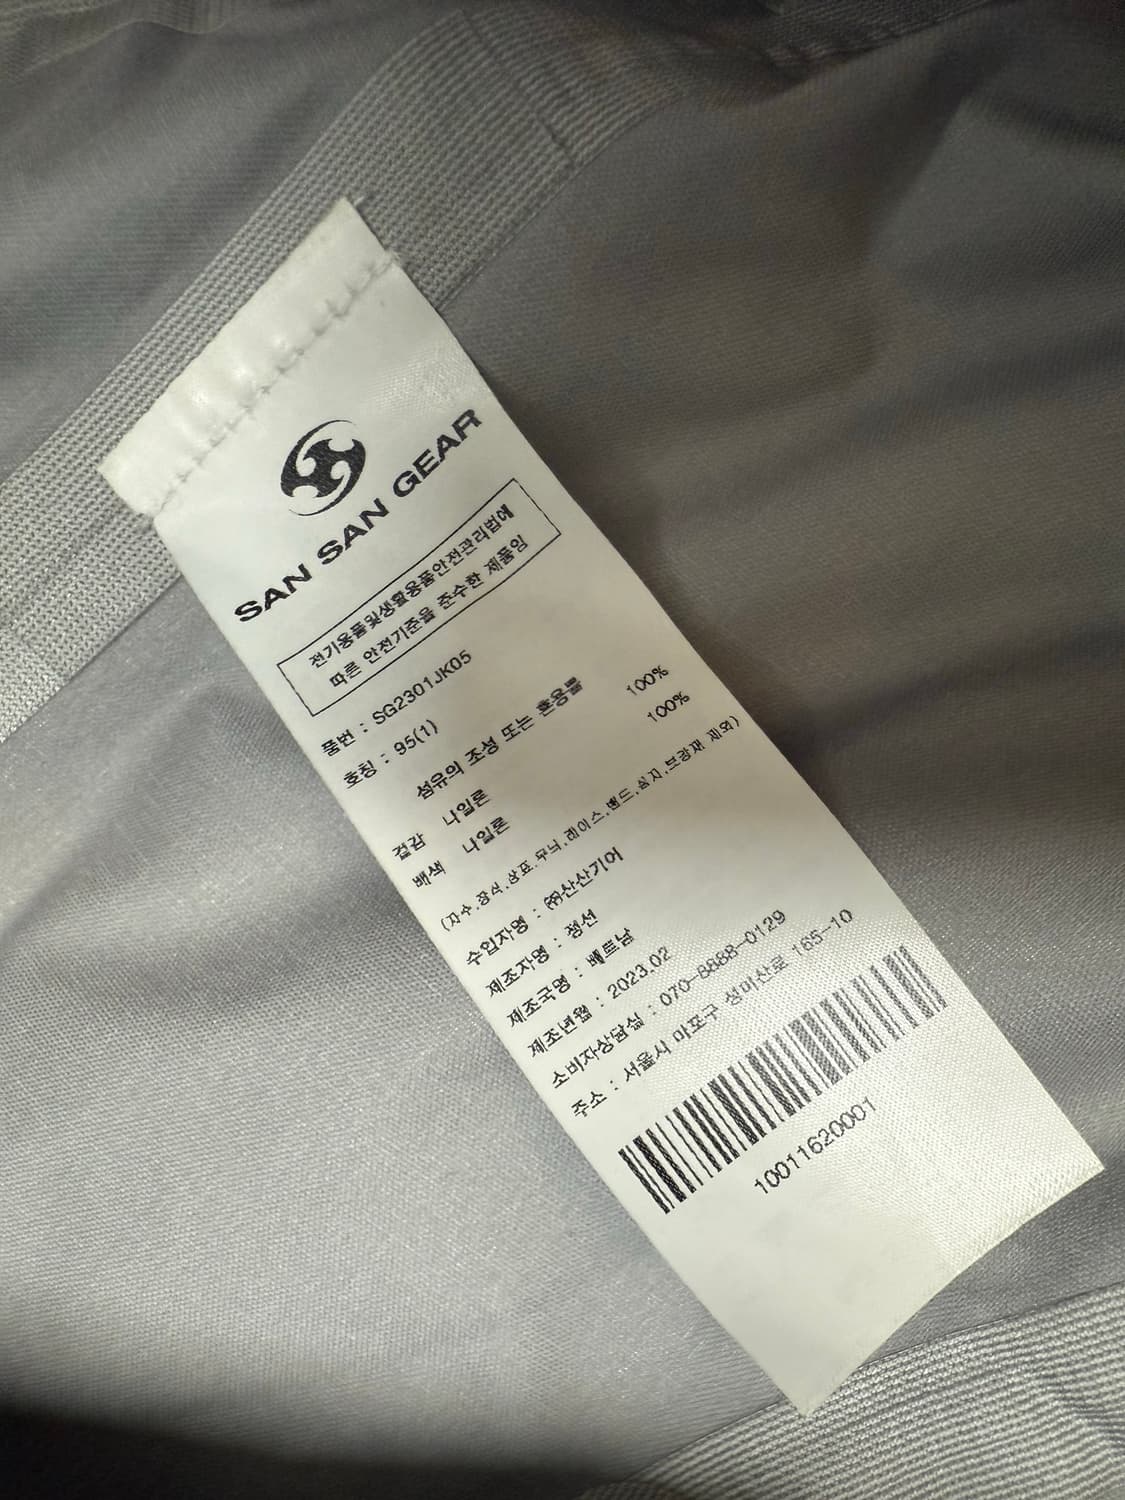 SAN SAN GEAR
전기용품및생활용품안전관리법에
따른 안전기준을 준수한 제품임
품번 : SG2301JK05
호칭 : 95(1)
섬유의 조성 또는 혼용률
겉감 나일론 100%
배색 나일론 100%
(자수,장식,상표,무늬,레이스,밴드,심지,보강재 제외)
수입자명 : ㈜산산기어
제조자명 : 정선
제조국명 : 베트남
제조년월 : 2023.02
소비자상담실 : 070-8888-0129
주소 : 서울시 마포구 성미산로 165-10
10011620001